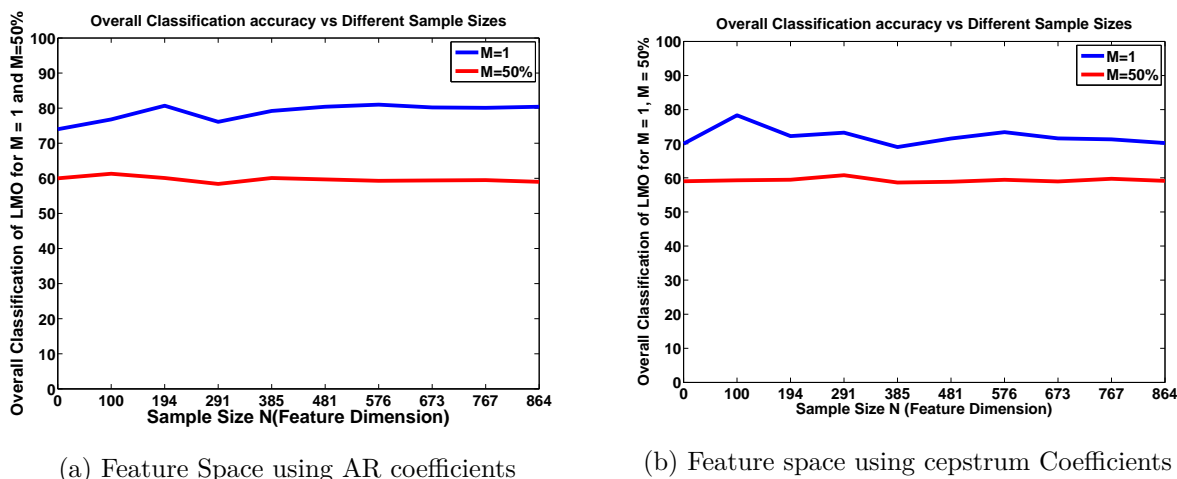 Overall Classification accuracy vs Different Sample Sizes
Overall Classification of LMO for M = 1 and M=50%
100
90
80
70
60
50
40
30
20
10
0
M=1
M=50%
0 100 194 291 385 481 576 673 767 864
Sample Size N(Feature Dimension)
(a) Feature Space using AR coefficients
Overall Classification accuracy vs Different Sample Sizes
Overall Classification of LMO for M = 1, M = 50%
100
90
80
70
60
50
40
30
20
10
0
M=1
M=50%
0 100 194 291 385 481 576 673 767 864
Sample Size N (Feature Dimension)
(b) Feature space using cepstrum Coefficients